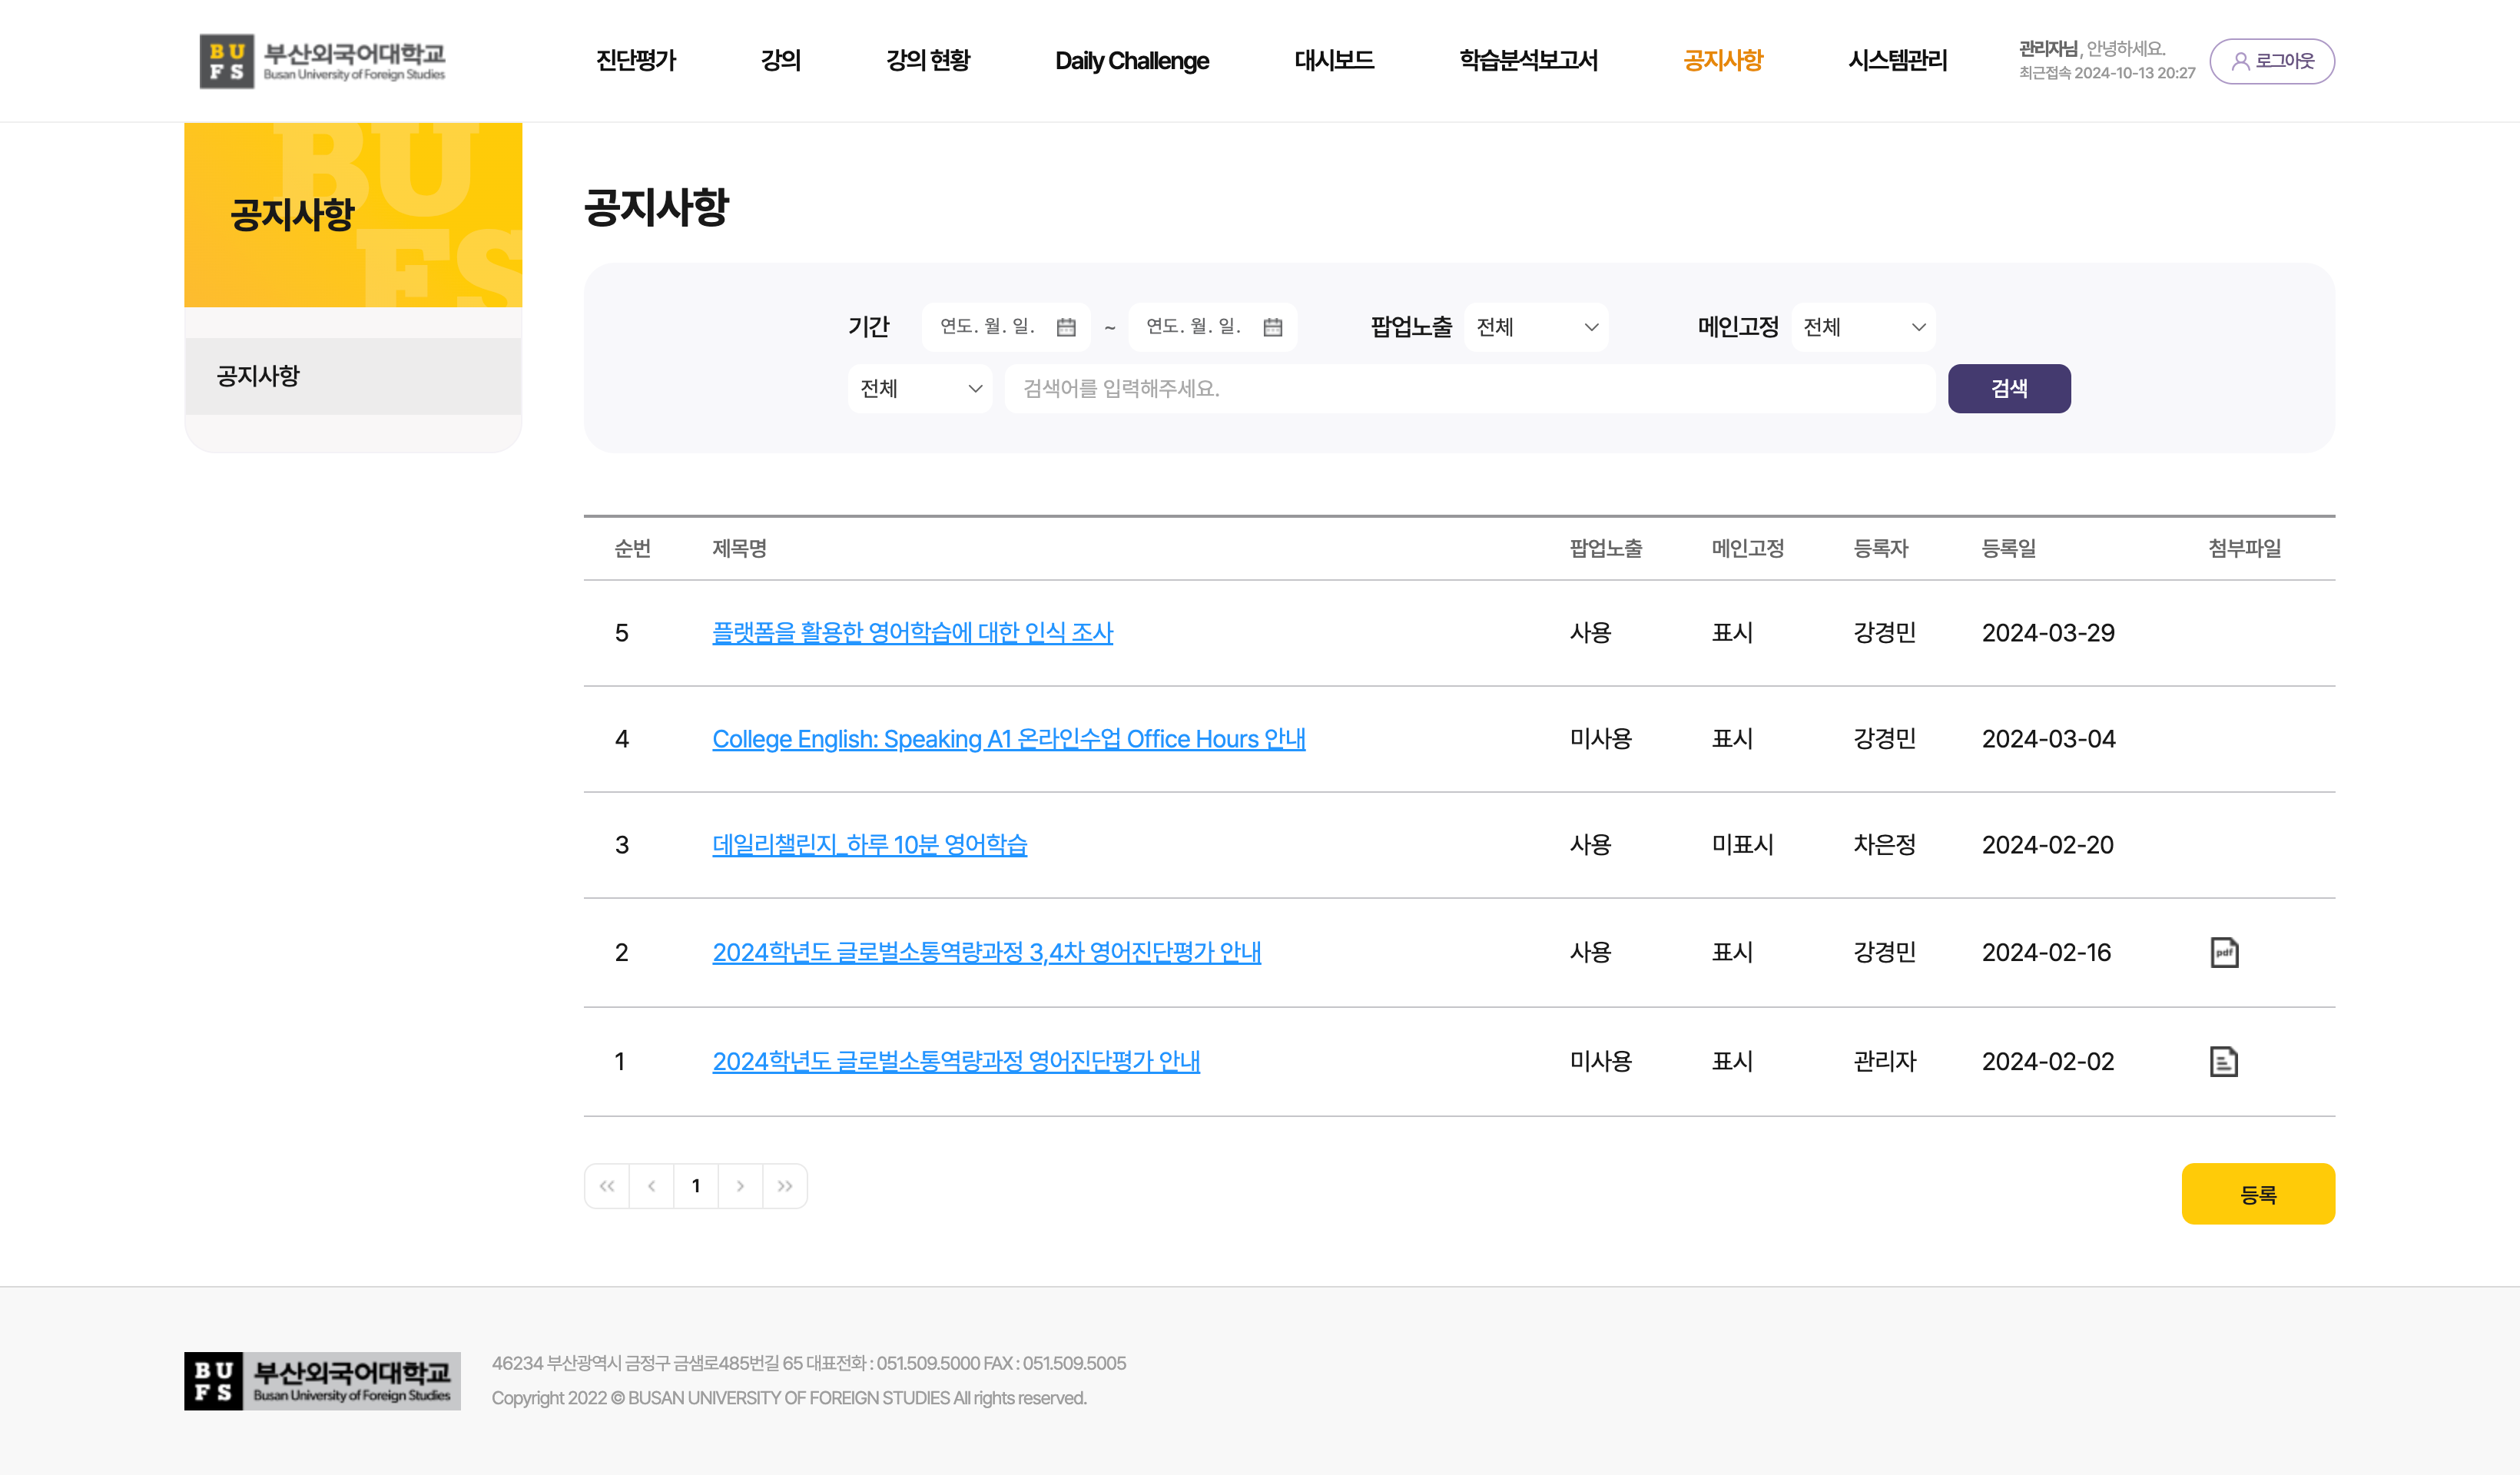 BU FS 부산외국어대학교
Busan University of Foreign Studies
진단평가 강의 강의 현황 Daily Challenge 대시보드 학습분석보고서 공지사항 시스템관리
관리자님, 안녕하세요.
최근접속 2024-10-13 20:27
로그아웃
BU
FS
공지사항
공지사항
공지사항
기간 연도. 월. 일. ~ 연도. 월. 일. 팝업노출 전체 메인고정 전체
전체 검색어를 입력해주세요. 검색
순번 제목명 팝업노출 메인고정 등록자 등록일 첨부파일
5 플랫폼을 활용한 영어학습에 대한 인식 조사 사용 표시 강경민 2024-03-29
4 College English: Speaking A1 온라인수업 Office Hours 안내 미사용 표시 강경민 2024-03-04
3 데일리챌린지_하루 10분 영어학습 사용 미표시 차은정 2024-02-20
2 2024학년도 글로벌소통역량과정 3,4차 영어진단평가 안내 사용 표시 강경민 2024-02-16 pdf
1 2024학년도 글로벌소통역량과정 영어진단평가 안내 미사용 표시 관리자 2024-02-02
1
등록
BU FS 부산외국어대학교
Busan University of Foreign Studies
46234 부산광역시 금정구 금샘로485번길 65 대표전화 : 051.509.5000 FAX : 051.509.5005
Copyright 2022 © BUSAN UNIVERSITY OF FOREIGN STUDIES All rights reserved.